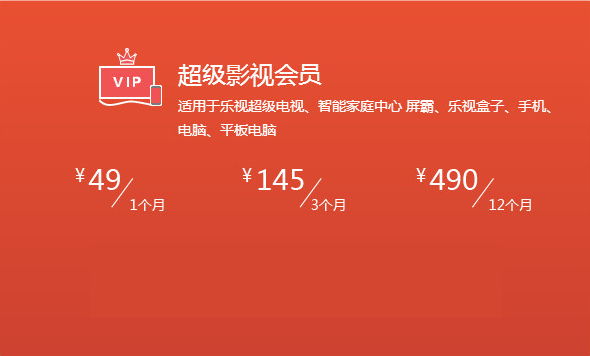 VIP
超级影视会员
适用于乐视超级电视、智能家庭中心 屏霸、乐视盒子、手机、
电脑、平板电脑
¥49/1个月
¥145/3个月
¥490/12个月